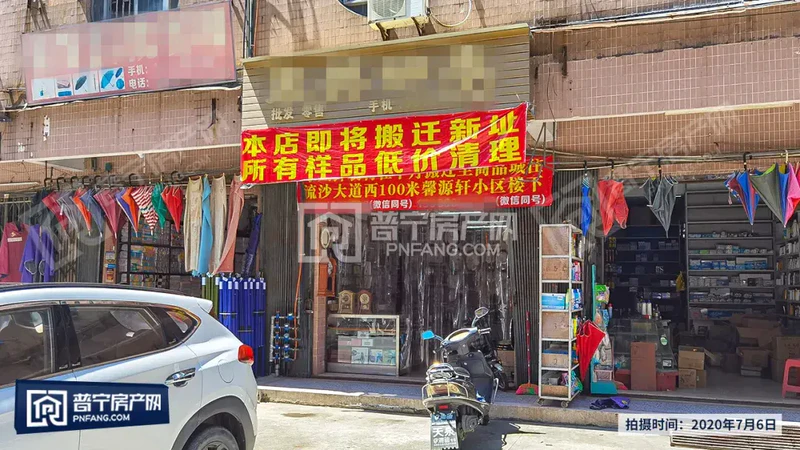 手机:
电话:
批发 零售 手机
本店即将搬迁新址
所有样品低价清理
流沙大道西100米馨源轩小区楼下
(微信同号)
(微信同号)
普宁房产网
PNFANG.COM
普宁房产网
PNFANG.COM
拍摄时间：2020年7月6日